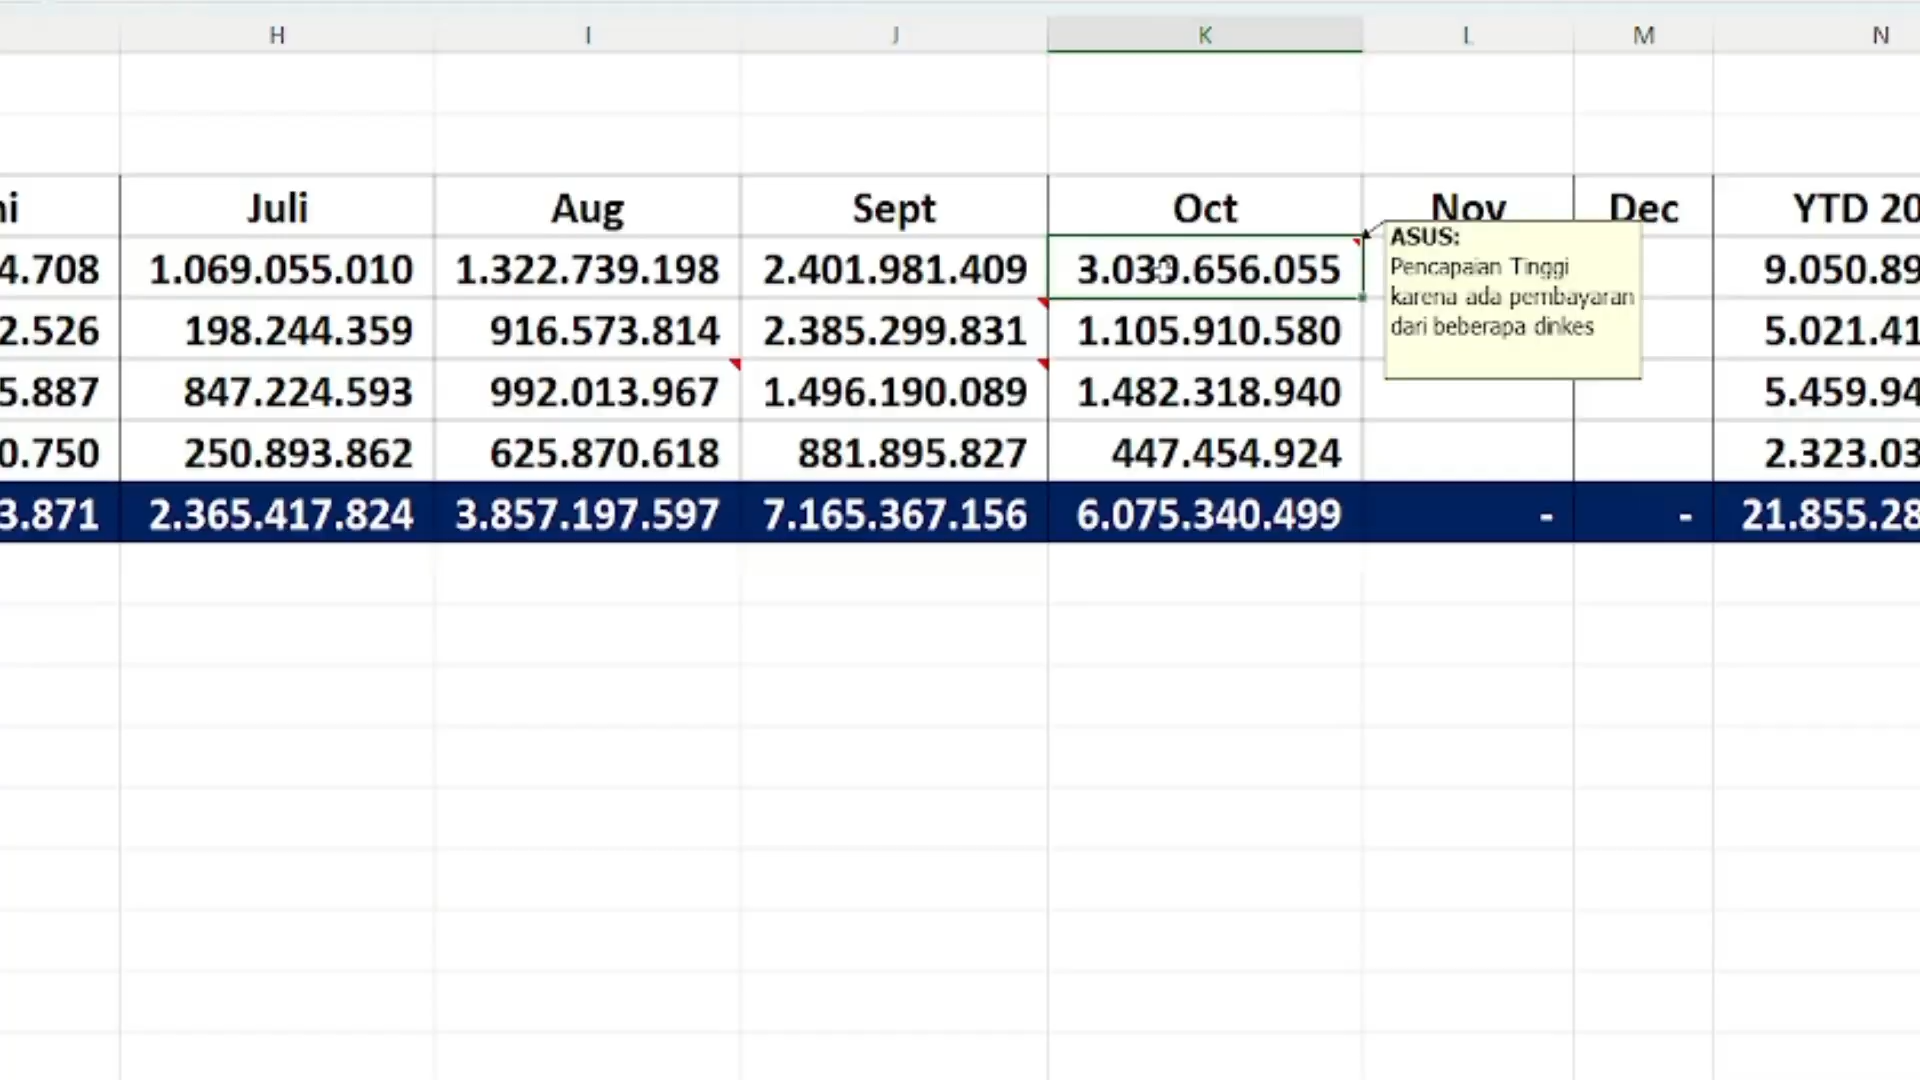 H I J K L M N
ni Juli Aug Sept Oct Nov Dec YTD 20
4.708 1.069.055.010 1.322.739.198 2.401.981.409 3.039.656.055 9.050.89
2.526 198.244.359 916.573.814 2.385.299.831 1.105.910.580 5.021.41
5.887 847.224.593 992.013.967 1.496.190.089 1.482.318.940 5.459.94
0.750 250.893.862 625.870.618 881.895.827 447.454.924 2.323.03
3.871 2.365.417.824 3.857.197.597 7.165.367.156 6.075.340.499 - - 21.855.28
ASUS:
Pencapaian Tinggi
karena ada pembayaran
dari beberapa dinkes